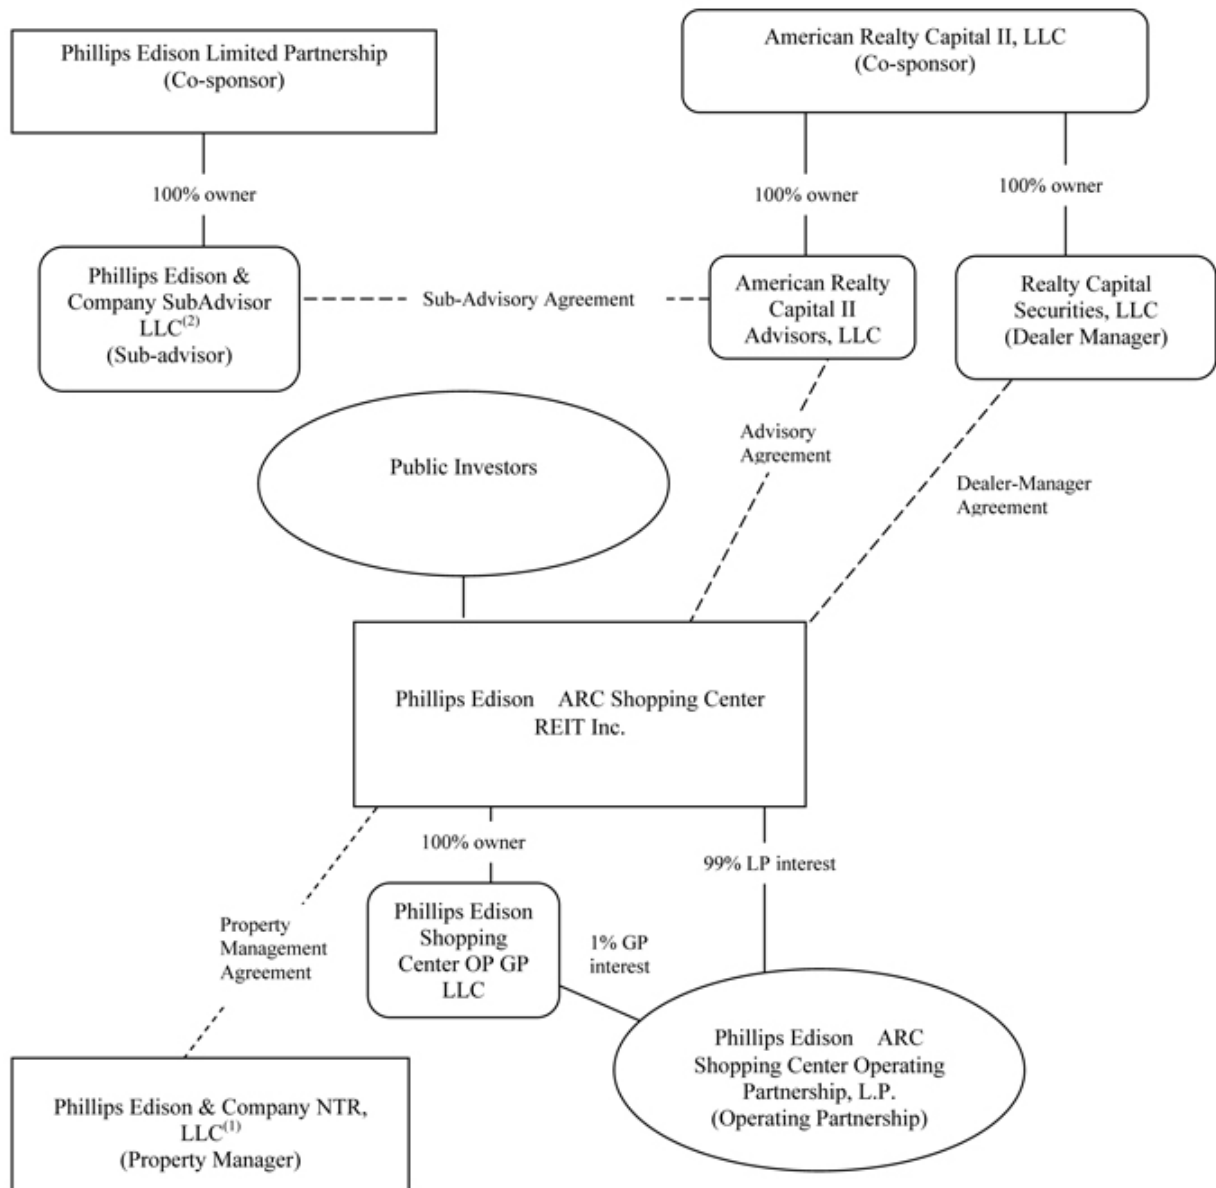 Phillips Edison Limited Partnership
(Co-sponsor)
American Realty Capital II, LLC
(Co-sponsor)
100% owner
100% owner
100% owner
Phillips Edison &
Company SubAdvisor
LLC(2)
(Sub-advisor)
Sub-Advisory Agreement
American Realty
Capital II
Advisors, LLC
Realty Capital
Securities, LLC
(Dealer Manager)
Public Investors
Advisory
Agreement
Dealer-Manager
Agreement
Phillips Edison ARC Shopping Center
REIT Inc.
100% owner
99% LP interest
Property
Management
Agreement
Phillips Edison
Shopping
Center OP GP
LLC
1% GP
interest
Phillips Edison ARC
Shopping Center Operating
Partnership, L.P.
(Operating Partnership)
Phillips Edison & Company NTR,
LLC(1)
(Property Manager)